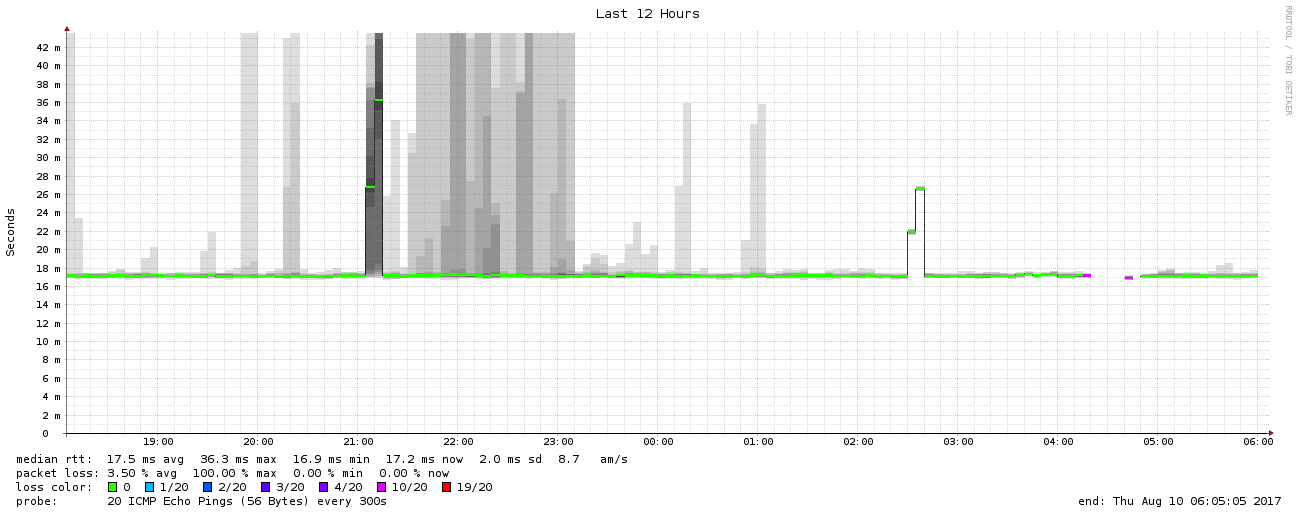 Last 12 Hours
RRDTOOL / TOBI OETIKER
Seconds
42 m
40 m
38 m
36 m
34 m
32 m
30 m
28 m
26 m
24 m
22 m
20 m
18 m
16 m
14 m
12 m
10 m
8 m
6 m
4 m
2 m
0
19:00 20:00 21:00 22:00 23:00 00:00 01:00 02:00 03:00 04:00 05:00 06:00
median rtt: 17.5 ms avg 36.3 ms max 16.9 ms min 17.2 ms now 2.0 ms sd 8.7 am/s
packet loss: 3.50 % avg 100.00 % max 0.00 % min 0.00 % now
loss color: 0 1/20 2/20 3/20 4/20 10/20 19/20
probe: 20 ICMP Echo Pings (56 Bytes) every 300s end: Thu Aug 10 06:05:05 2017